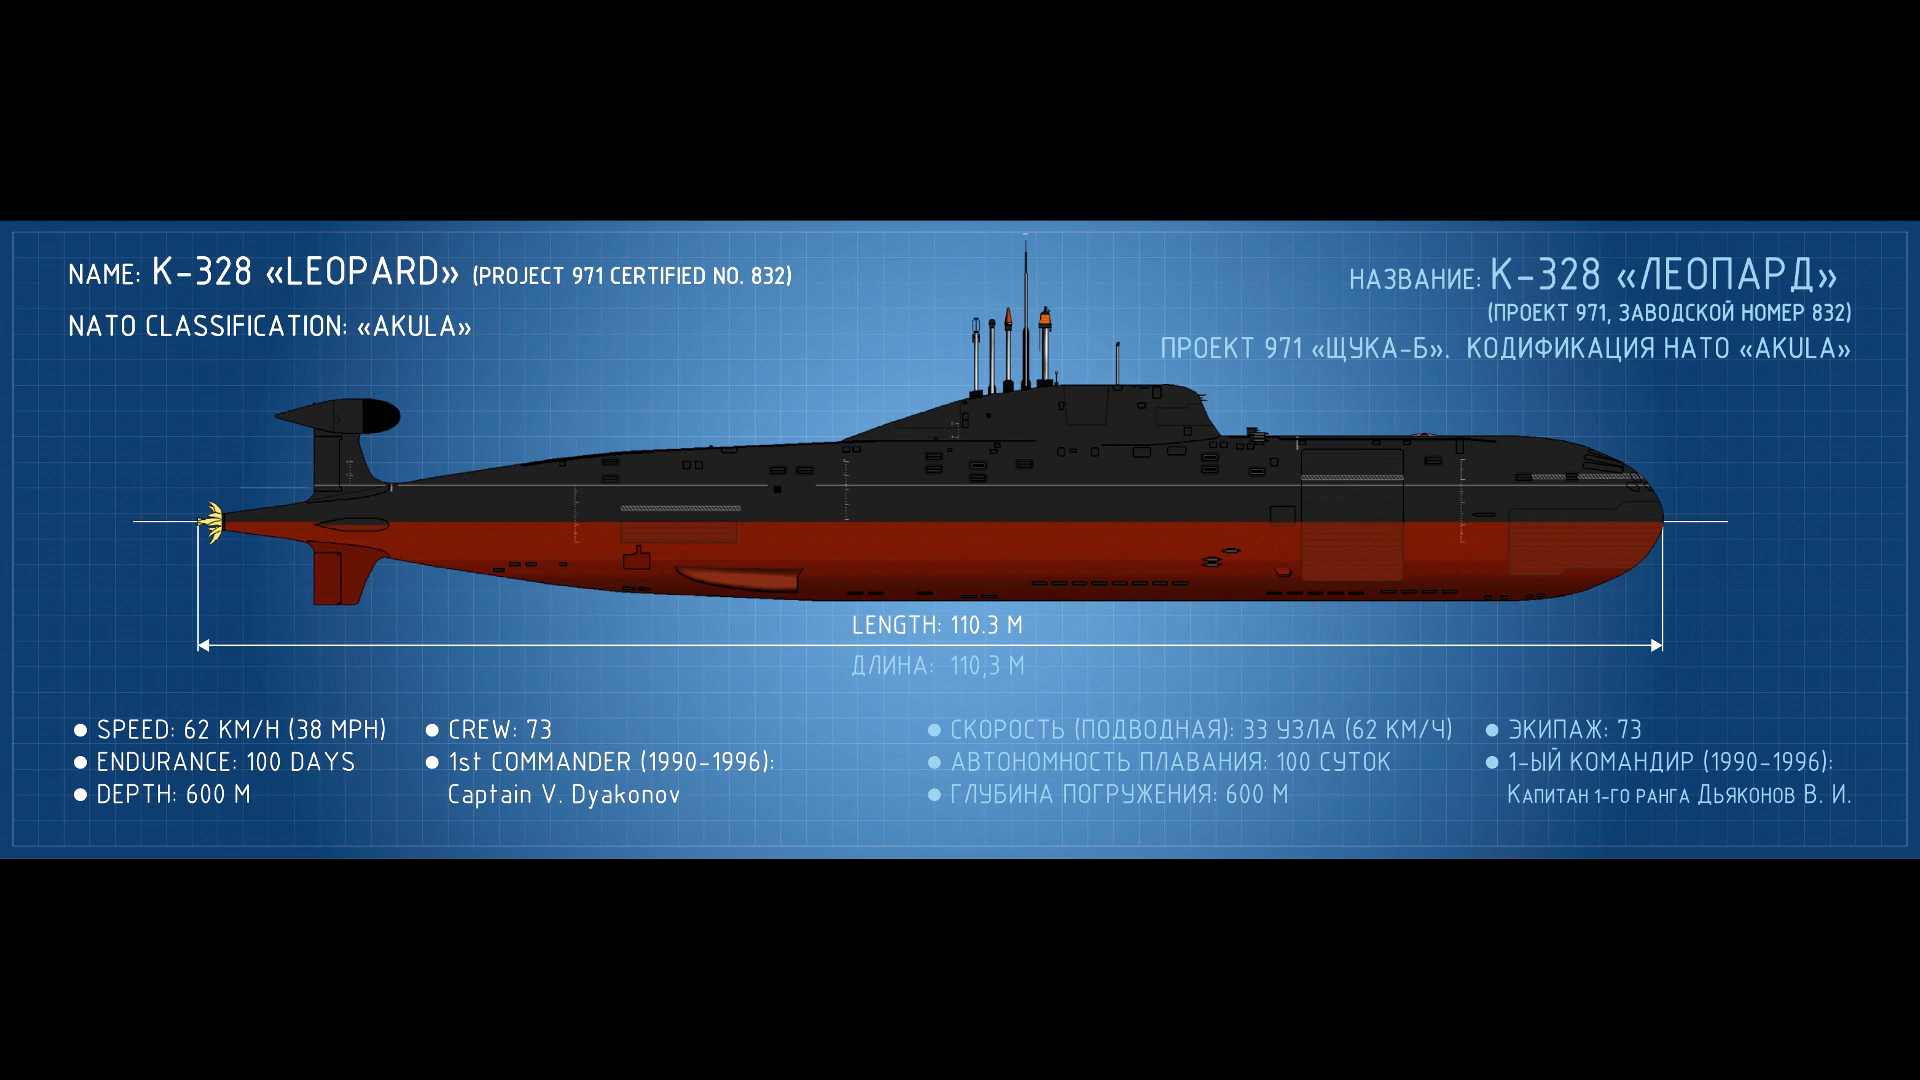 NAME: K-328 «LEOPARD» (PROJECT 971 CERTIFIED NO. 832)
NATO CLASSIFICATION: «AKULA»
НАЗВАНИЕ: К-328 «ЛЕОПАРД»
(ПРОЕКТ 971, ЗАВОДСКОЙ НОМЕР 832)
ПРОЕКТ 971 «ЩУКА-Б». КОДИФИКАЦИЯ НАТО «AKULA»
LENGTH: 110.3 M
ДЛИНА: 110,3 М
SPEED: 62 KM/H (38 MPH)
ENDURANCE: 100 DAYS
DEPTH: 600 M
CREW: 73
1st COMMANDER (1990-1996):
Captain V. Dyakonov
СКОРОСТЬ (ПОДВОДНАЯ): 33 УЗЛА (62 КМ/Ч)
АВТОНОМНОСТЬ ПЛАВАНИЯ: 100 СУТОК
ГЛУБИНА ПОГРУЖЕНИЯ: 600 М
ЭКИПАЖ: 73
1-ЫЙ КОМАНДИР (1990-1996):
Капитан 1-го ранга Дьяконов В. И.